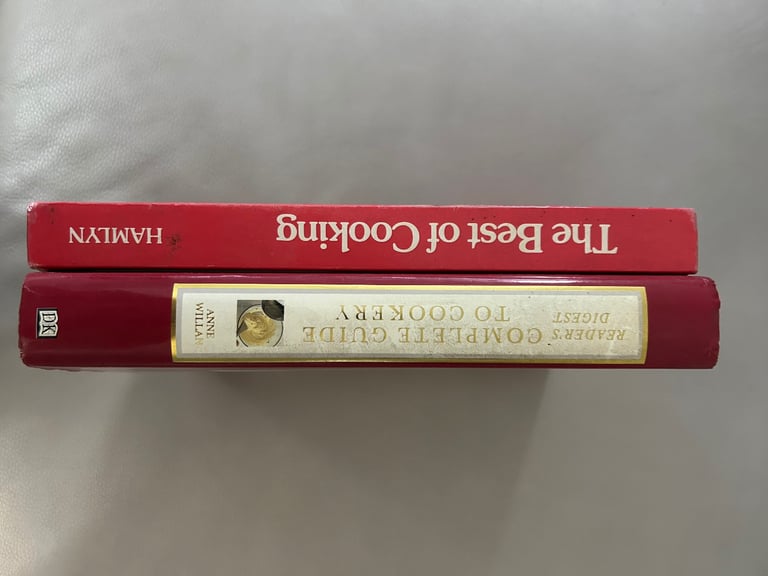 The Best of Cooking
HAMLYN
READER'S
DIGEST
COMPLETE GUIDE
TO COOKERY
ANNE
WILLAN
DK